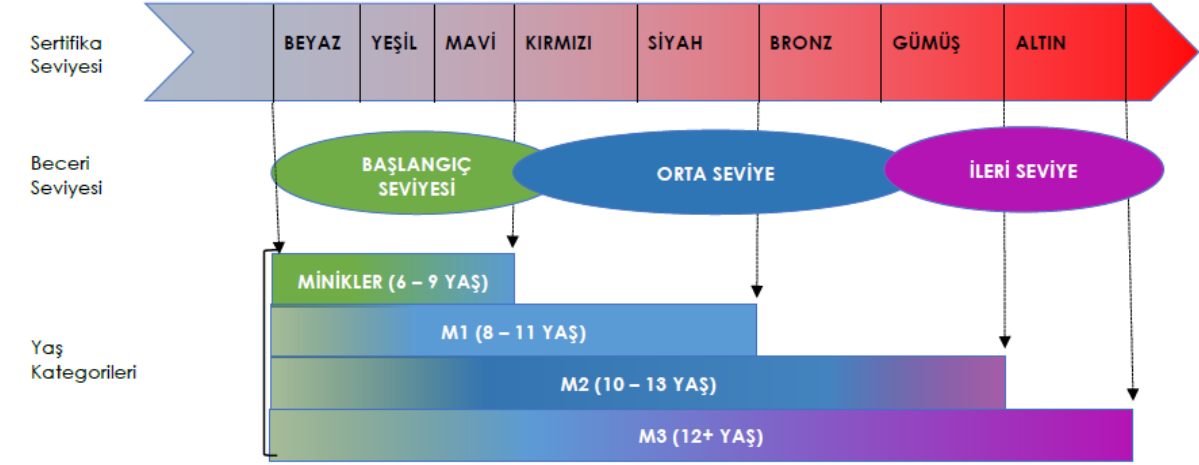 Sertifika
Seviyesi
BEYAZ YEŞİL MAVİ KIRMIZI SİYAH BRONZ GÜMÜŞ ALTIN
Beceri
Seviyesi
BAŞLANGIÇ
SEVİYESİ
ORTA SEVİYE
İLERİ SEVİYE
Yaş
Kategorileri
MİNİKLER (6 – 9 YAŞ)
M1 (8 – 11 YAŞ)
M2 (10 – 13 YAŞ)
M3 (12+ YAŞ)